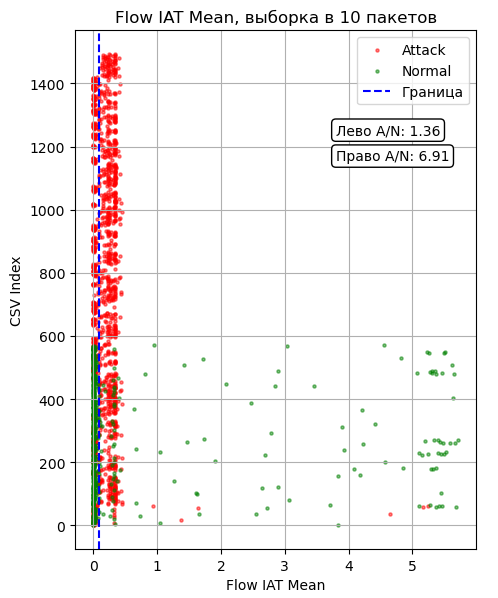 Flow IAT Mean, выборка в 10 пакетов
Attack
Normal
Граница
Лево A/N: 1.36
Право A/N: 6.91
1400
1200
1000
800
600
400
200
0
CSV Index
0 1 2 3 4 5
Flow IAT Mean